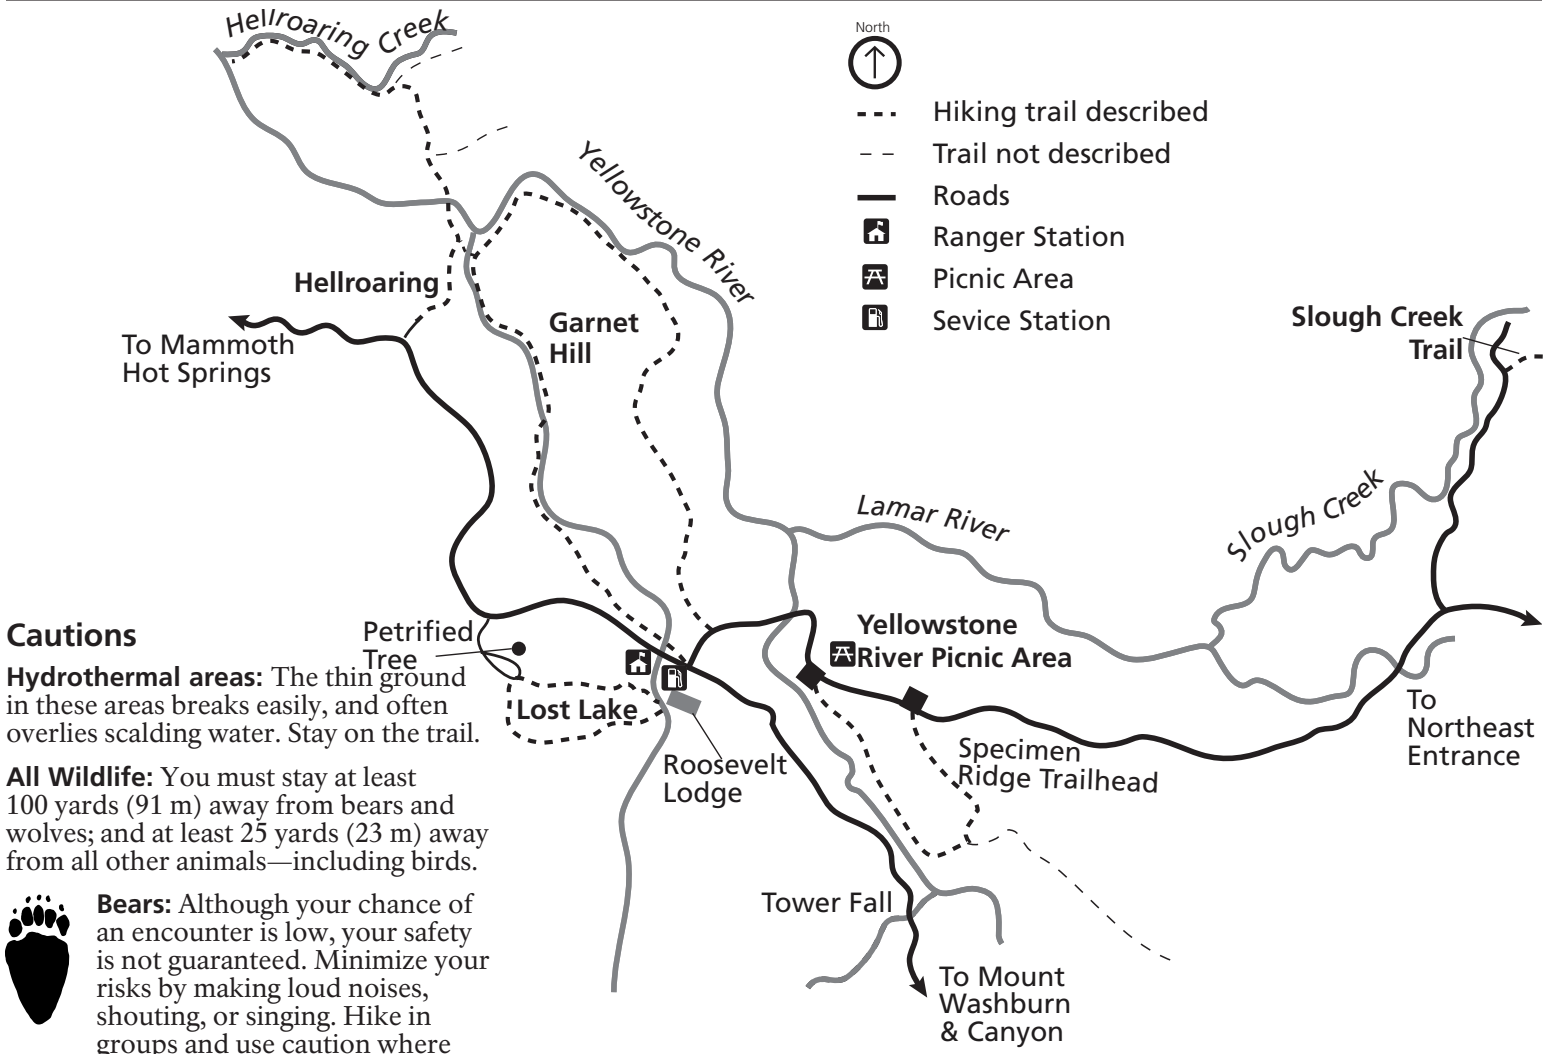 Hellroaring Creek
North
Hiking trail described
Trail not described
Roads
Ranger Station
Picnic Area
Sevice Station
Yellowstone River
Hellroaring
To Mammoth
Hot Springs
Garnet
Hill
Slough Creek
Trail
Lamar River
Slough Creek
Petrified
Tree
Yellowstone
River Picnic Area
Lost Lake
Roosevelt
Lodge
Specimen
Ridge Trailhead
To
Northeast
Entrance
Tower Fall
To Mount
Washburn
& Canyon
Cautions
Hydrothermal areas: The thin ground
in these areas breaks easily, and often
overlies scalding water. Stay on the trail.
All Wildlife: You must stay at least
100 yards (91 m) away from bears and
wolves; and at least 25 yards (23 m) away
from all other animals—including birds.
Bears: Although your chance of
an encounter is low, your safety
is not guaranteed. Minimize your
risks by making loud noises,
shouting, or singing. Hike in
groups and use caution where